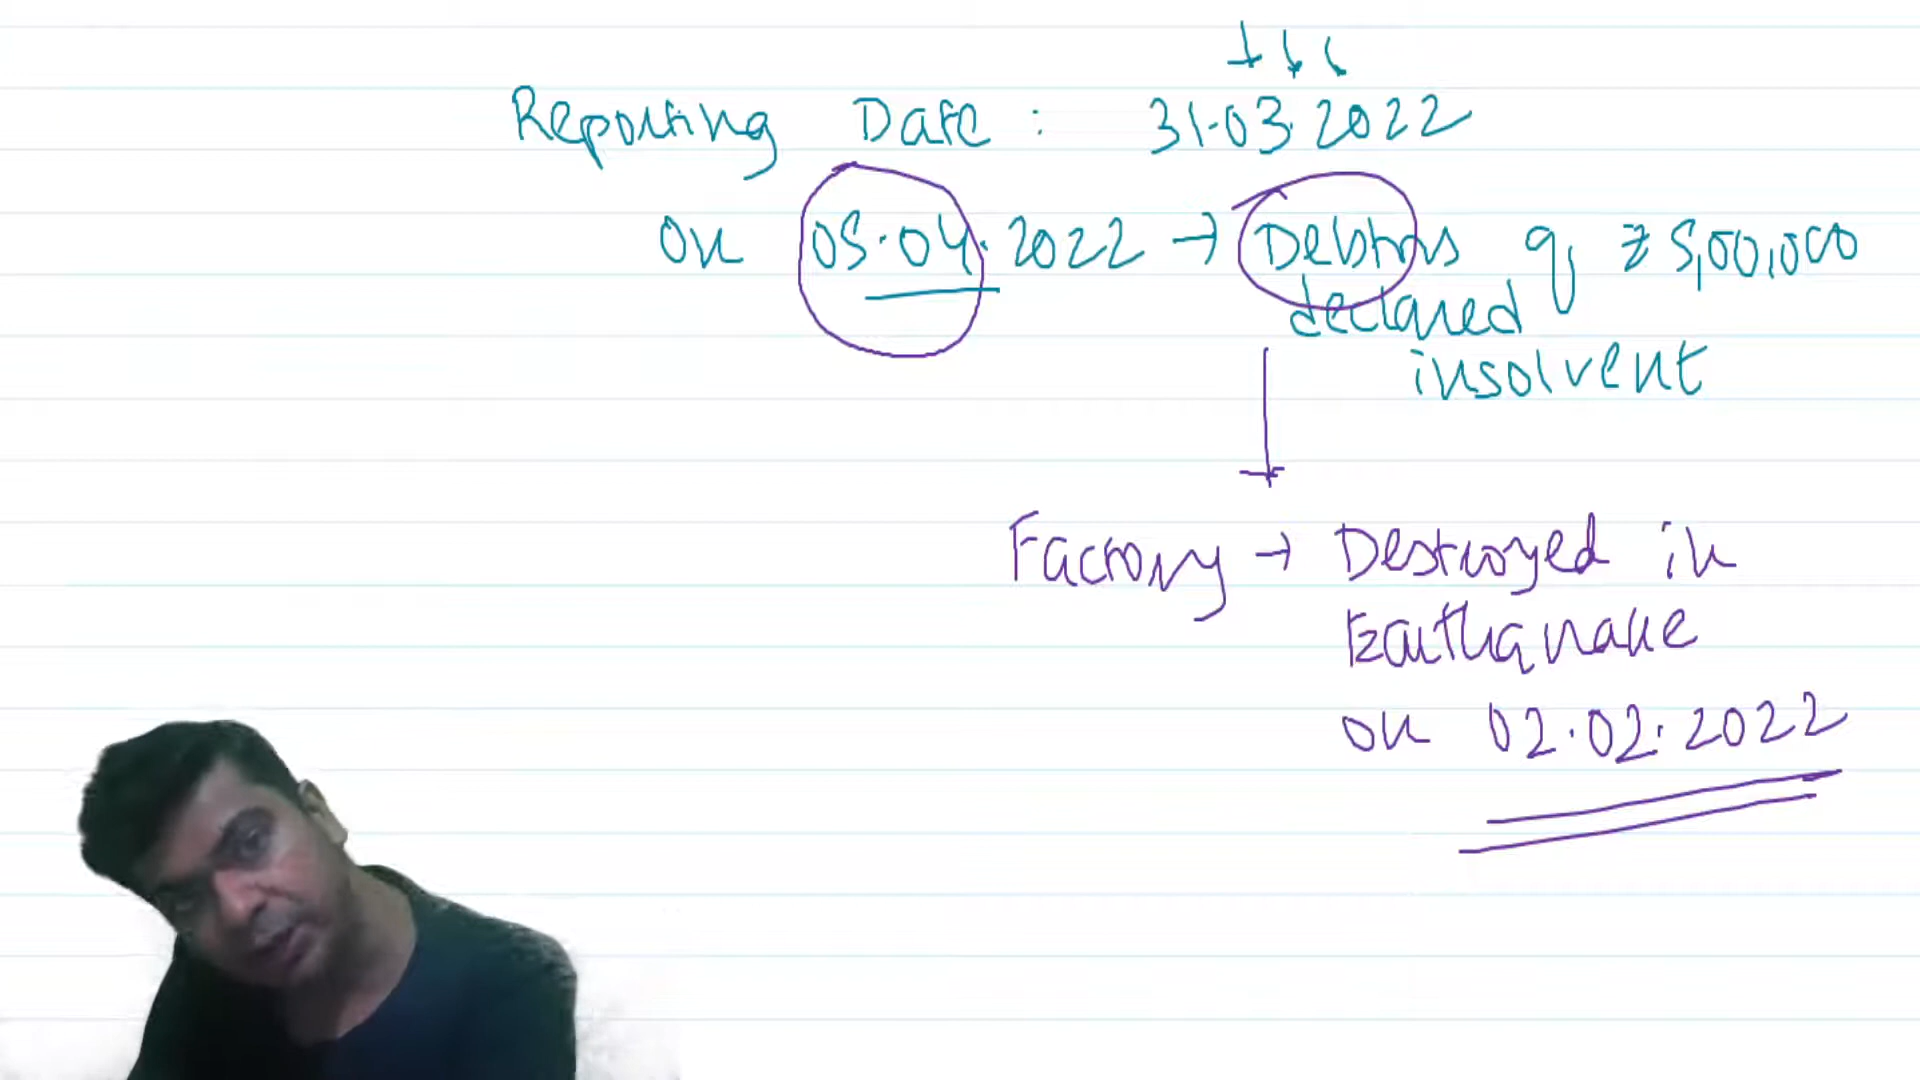 Reporting Date : 31.03.2022
on 05.04.2022 → Debtors of ₹ 5,00,000
declared
insolvent
Factory → Destroyed in
Earthquake
on 02.02.2022